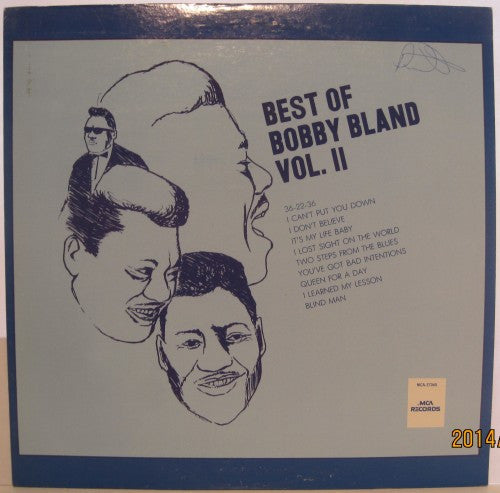 BEST OF
BOBBY BLAND
VOL. II
36-22-36
I CAN'T PUT YOU DOWN
I DON'T BELIEVE
IT'S MY LIFE BABY
I LOST SIGHT ON THE WORLD
TWO STEPS FROM THE BLUES
YOU'VE GOT BAD INTENTIONS
QUEEN FOR A DAY
I LEARNED MY LESSON
BLIND MAN
MCA
RECORDS
2014